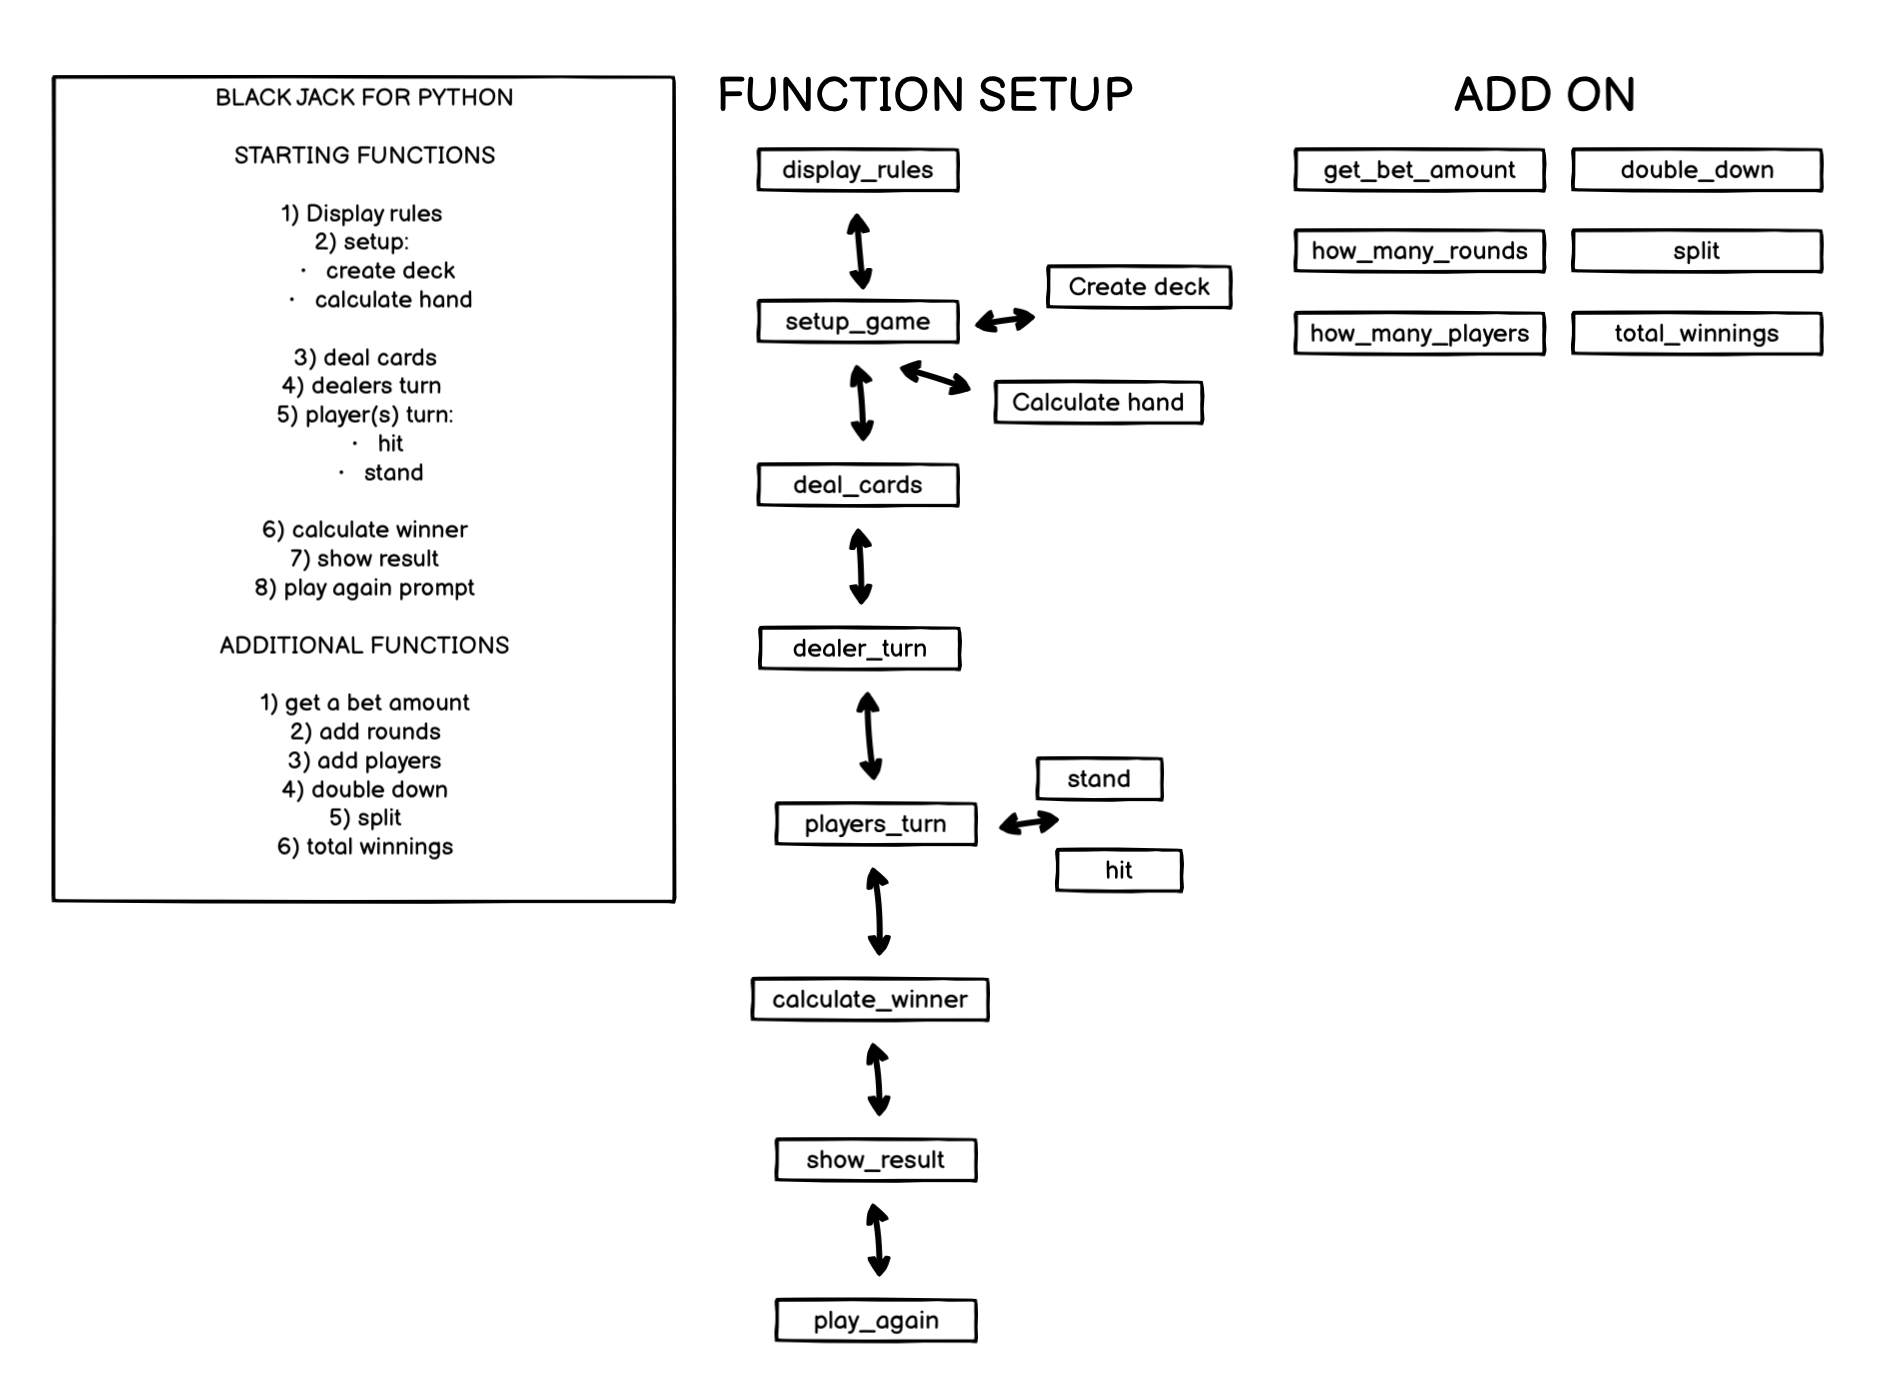 BLACK JACK FOR PYTHON
STARTING FUNCTIONS
1) Display rules
2) setup:
· create deck
· calculate hand
3) deal cards
4) dealers turn
5) player(s) turn:
· hit
· stand
6) calculate winner
7) show result
8) play again prompt
ADDITIONAL FUNCTIONS
1) get a bet amount
2) add rounds
3) add players
4) double down
5) split
6) total winnings
FUNCTION SETUP
display_rules
setup_game
Create deck
Calculate hand
deal_cards
dealer_turn
players_turn
stand
hit
calculate_winner
show_result
play_again
ADD ON
get_bet_amount
double_down
how_many_rounds
split
how_many_players
total_winnings